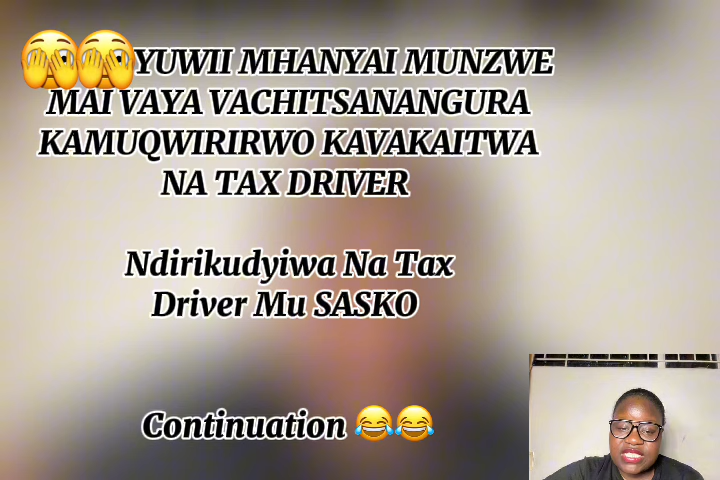 🫣🫣YUWII MHANYAI MUNZWE
MAI VAYA VACHITSANANGURA
KAMUQWIRIRWO KAVAKAITWA
NA TAX DRIVER
Ndirikudyiwa Na Tax
Driver Mu SASKO
Continuation 😂😂